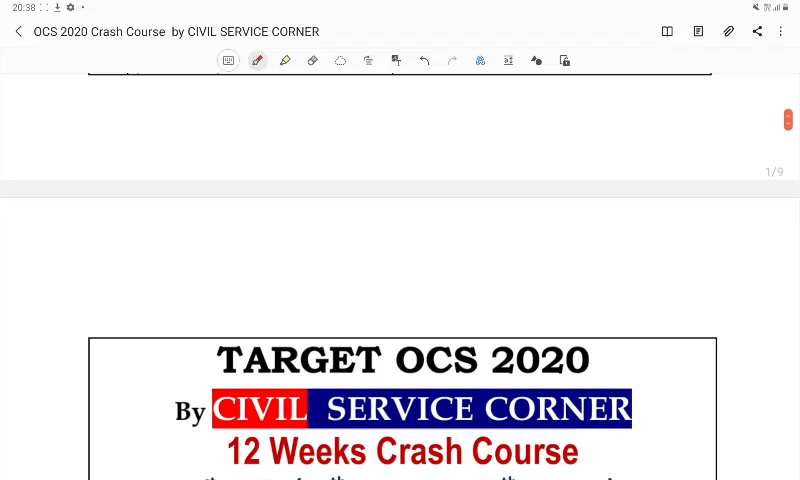 20:38
OCS 2020 Crash Course by CIVIL SERVICE CORNER
1/9
TARGET OCS 2020
By CIVIL SERVICE CORNER
12 Weeks Crash Course